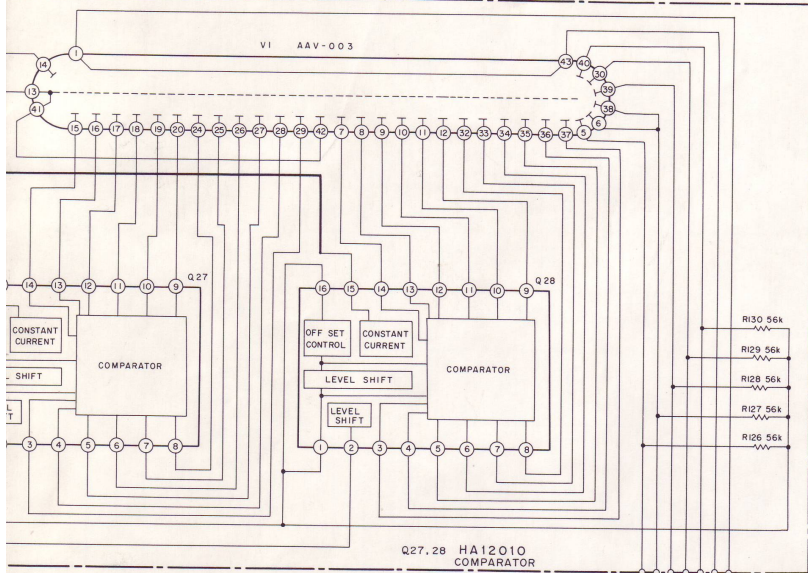 V1 AAV-003
1 43 40
14 30
13 39
41 38
6
15 16 17 18 19 20 24 25 26 27 28 29 42 7 8 9 10 11 12 32 33 34 35 36 37 5
14 13 12 11 10 9 Q27
16 15 14 13 12 11 10 9 Q28
CONSTANT
CURRENT
COMPARATOR
L SHIFT
3 4 5 6 7 8
OFF SET
CONTROL
CONSTANT
CURRENT
COMPARATOR
LEVEL SHIFT
LEVEL
SHIFT
1 2 3 4 5 6 7 8
R130 56k
R129 56k
R128 56k
R127 56k
R126 56k
Q27.28 HA12010
COMPARATOR